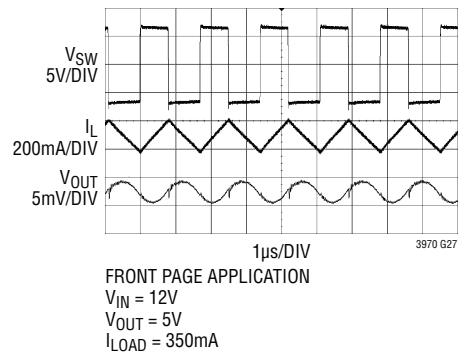 V_SW
5V/DIV
I_L
200mA/DIV
V_OUT
5mV/DIV
1µs/DIV
3970 G27
FRONT PAGE APPLICATION
V_IN = 12V
V_OUT = 5V
I_LOAD = 350mA